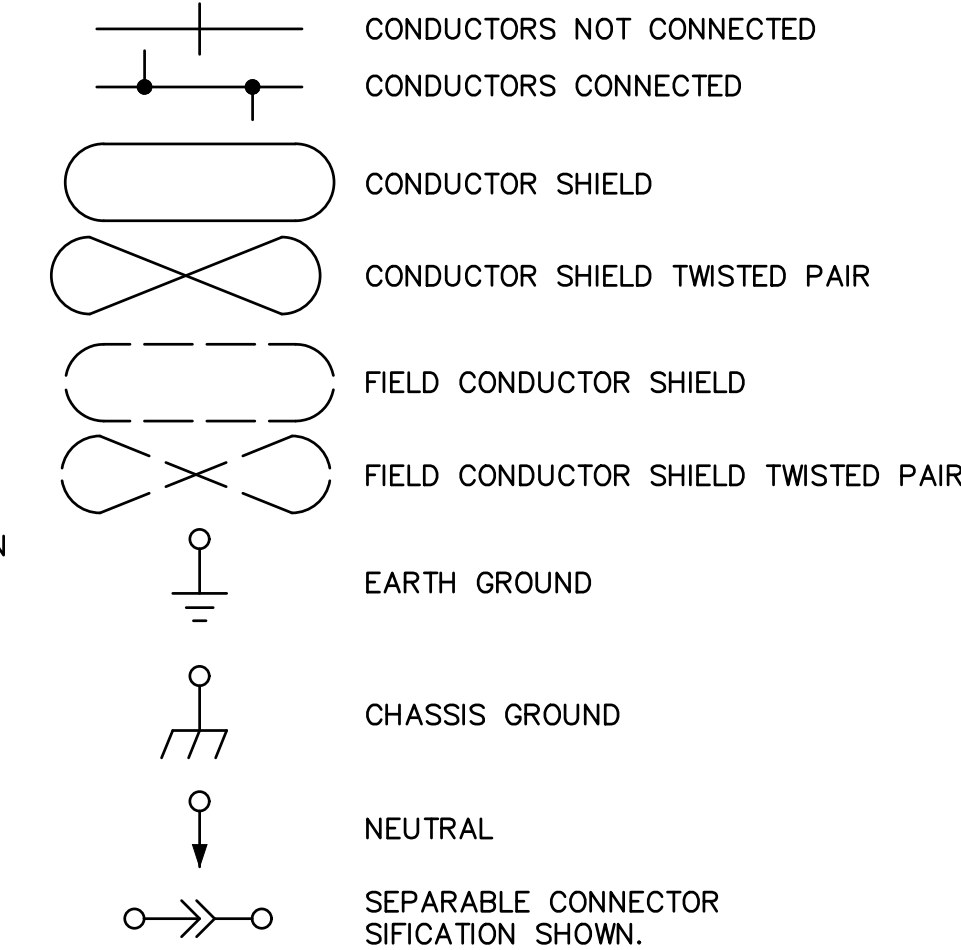 CONDUCTORS NOT CONNECTED
CONDUCTORS CONNECTED
CONDUCTOR SHIELD
CONDUCTOR SHIELD TWISTED PAIR
FIELD CONDUCTOR SHIELD
FIELD CONDUCTOR SHIELD TWISTED PAIR
N
EARTH GROUND
CHASSIS GROUND
NEUTRAL
SEPARABLE CONNECTOR
SIFICATION SHOWN.